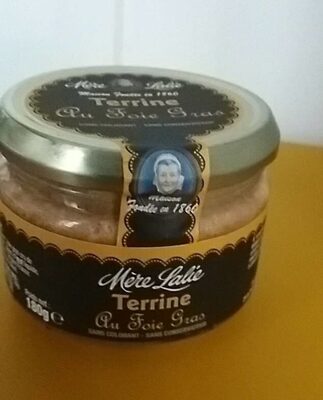 Mère Lalie
Maison Fondée en 1860
Terrine
Au Foie Gras
SANS COLORANT - SANS CONSERVATEUR
Maison
Fondée en 1860
Mère Lalie
Terrine
Au Foie Gras
SANS COLORANT - SANS CONSERVATEUR
180g e